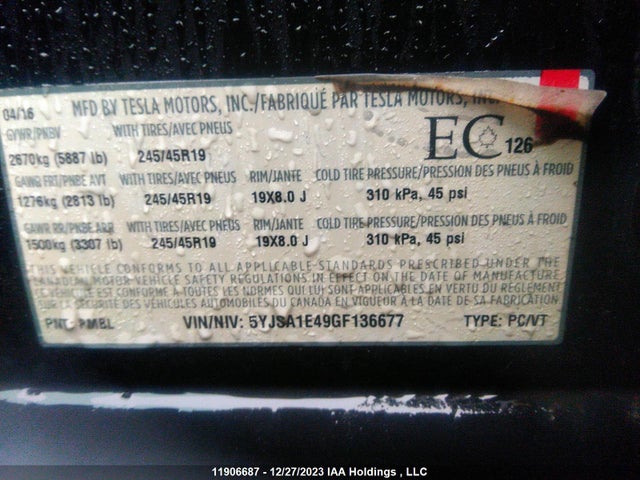 04/16 MFD BY TESLA MOTORS, INC./FABRIQUÉ PAR TESLA MOTORS, INC.
GVWR/PNBV WITH TIRES/AVEC PNEUS
2670kg (5887 lb) 245/45R19 EC 126
GAWR FRT/PNBE AVT WITH TIRES/AVEC PNEUS RIM/JANTE COLD TIRE PRESSURE/PRESSION DES PNEUS À FROID
1276kg (2813 lb) 245/45R19 19X8.0 J 310 kPa, 45 psi
GAWR RR/PNBE ARR WITH TIRES/AVEC PNEUS RIM/JANTE COLD TIRE PRESSURE/PRESSION DES PNEUS À FROID
1500kg (3307 lb) 245/45R19 19X8.0 J 310 kPa, 45 psi
THIS VEHICLE CONFORMS TO ALL APPLICABLE STANDARDS PRESCRIBED UNDER THE
CANADIAN MOTOR VEHICLE SAFETY REGULATIONS IN EFFECT ON THE DATE OF MANUFACTURE
CE VÉHICULE EST CONFORME À TOUTES LES NORMES QUI LUI SONT APPLICABLES EN VERTU DU RÈGLEMENT
SUR LA SÉCURITÉ DES VÉHICULES AUTOMOBILES DU CANADA EN VIGUEUR À LA DATE DE SA FABRICATION
PNT: PMBL VIN/NIV: 5YJSA1E49GF136677 TYPE: PC/VT
11906687 - 12/27/2023 IAA Holdings , LLC